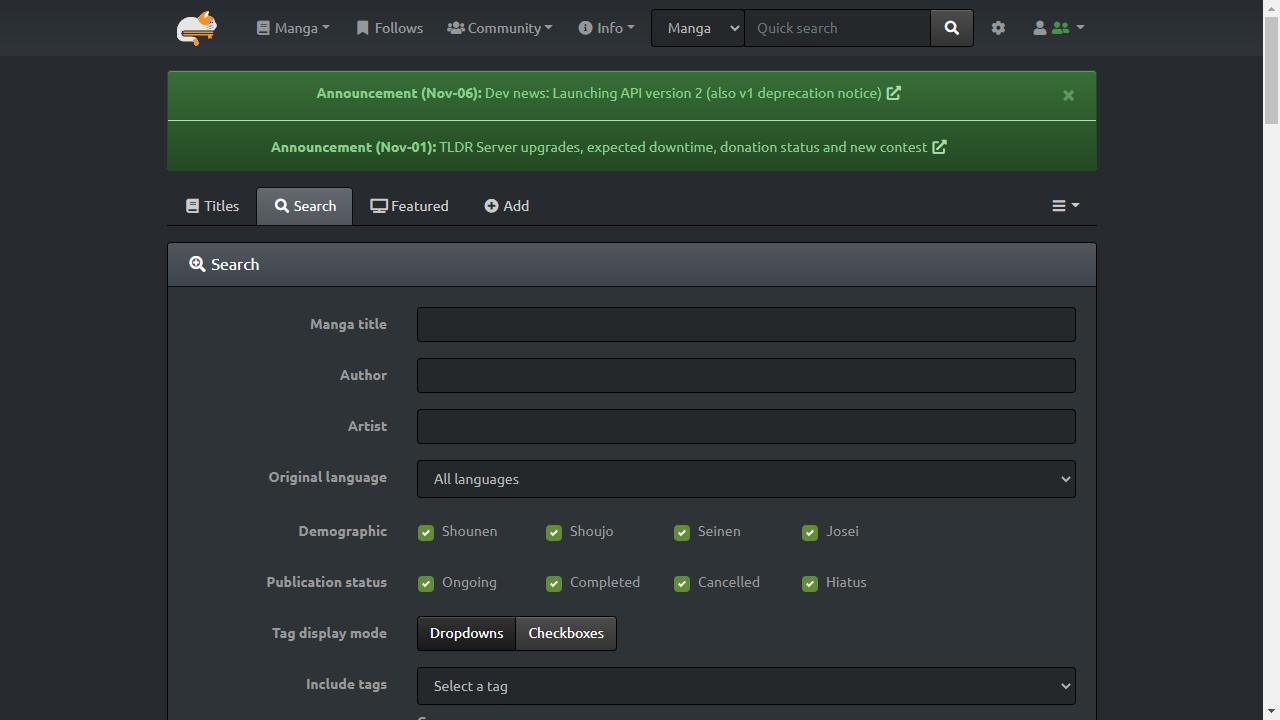 Manga Follows Community Info Manga Quick search
Announcement (Nov-06): Dev news: Launching API version 2 (also v1 deprecation notice) ×
Announcement (Nov-01): TLDR Server upgrades, expected downtime, donation status and new contest
Titles Search Featured Add
Search
Manga title
Author
Artist
Original language All languages
Demographic Shounen Shoujo Seinen Josei
Publication status Ongoing Completed Cancelled Hiatus
Tag display mode Dropdowns Checkboxes
Include tags Select a tag